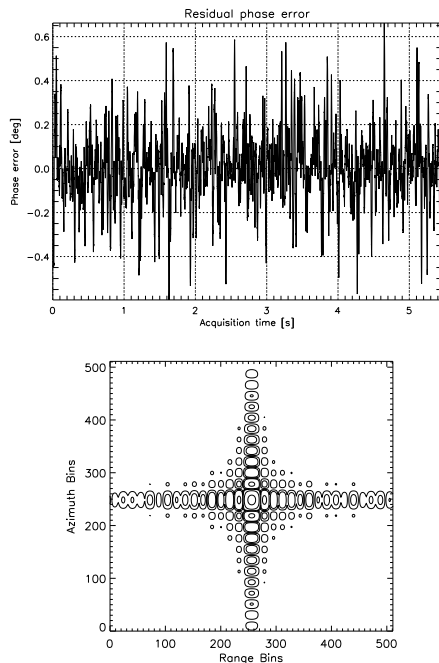 Residual phase error
0.6
0.4
0.2
0.0
−0.2
−0.4
Phase error [deg]
0 1 2 3 4 5
Acquisition time [s]
500
400
300
200
100
0
Azimuth Bins
0 100 200 300 400 500
Range Bins